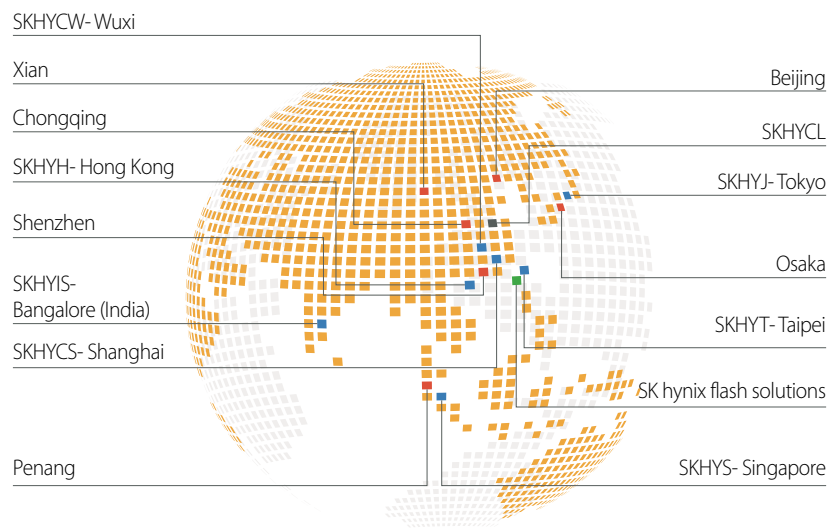 SKHYCW- Wuxi
Xian
Chongqing
SKHYH- Hong Kong
Shenzhen
SKHYIS-
Bangalore (India)
SKHYCS- Shanghai
Penang
Beijing
SKHYCL
SKHYJ- Tokyo
Osaka
SKHYT- Taipei
SK hynix flash solutions
SKHYS- Singapore